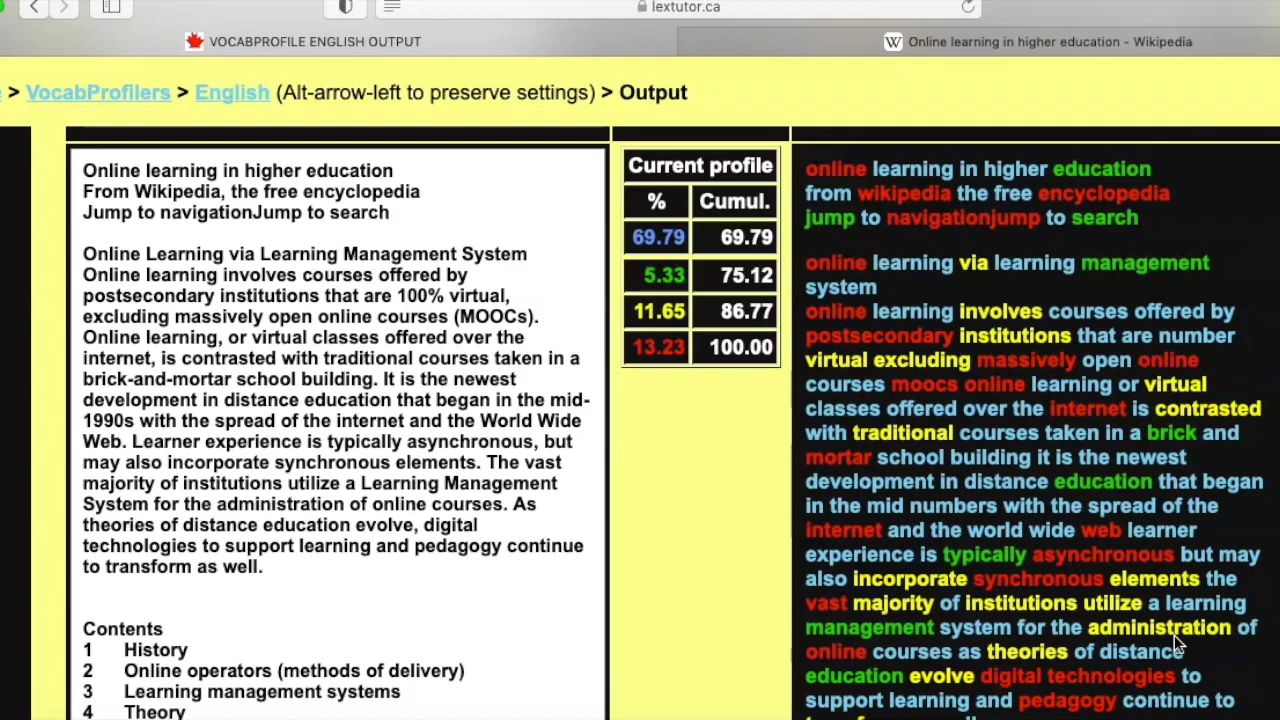 lextutor.ca
VOCABPROFILE ENGLISH OUTPUT
W Online learning in higher education - Wikipedia
> VocabProfilers > English (Alt-arrow-left to preserve settings) > Output
Online learning in higher education
From Wikipedia, the free encyclopedia
Jump to navigationJump to search
Online Learning via Learning Management System
Online learning involves courses offered by
postsecondary institutions that are 100% virtual,
excluding massively open online courses (MOOCs).
Online learning, or virtual classes offered over the
internet, is contrasted with traditional courses taken in a
brick-and-mortar school building. It is the newest
development in distance education that began in the mid-
1990s with the spread of the internet and the World Wide
Web. Learner experience is typically asynchronous, but
may also incorporate synchronous elements. The vast
majority of institutions utilize a Learning Management
System for the administration of online courses. As
theories of distance education evolve, digital
technologies to support learning and pedagogy continue
to transform as well.
Contents
1 History
2 Online operators (methods of delivery)
3 Learning management systems
4 Theory
Current profile
% Cumul.
69.79 69.79
5.33 75.12
11.65 86.77
13.23 100.00
online learning in higher education
from wikipedia the free encyclopedia
jump to navigationjump to search
online learning via learning management
system
online learning involves courses offered by
postsecondary institutions that are number
virtual excluding massively open online
courses moocs online learning or virtual
classes offered over the internet is contrasted
with traditional courses taken in a brick and
mortar school building it is the newest
development in distance education that began
in the mid numbers with the spread of the
internet and the world wide web learner
experience is typically asynchronous but may
also incorporate synchronous elements the
vast majority of institutions utilize a learning
management system for the administration of
online courses as theories of distance
education evolve digital technologies to
support learning and pedagogy continue to